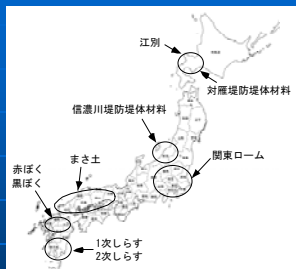 江別
対雁堤防堤体材料
信濃川堤防堤体材料
関東ローム
まさ土
赤ぼく
黒ぼく
1次しらす
2次しらす